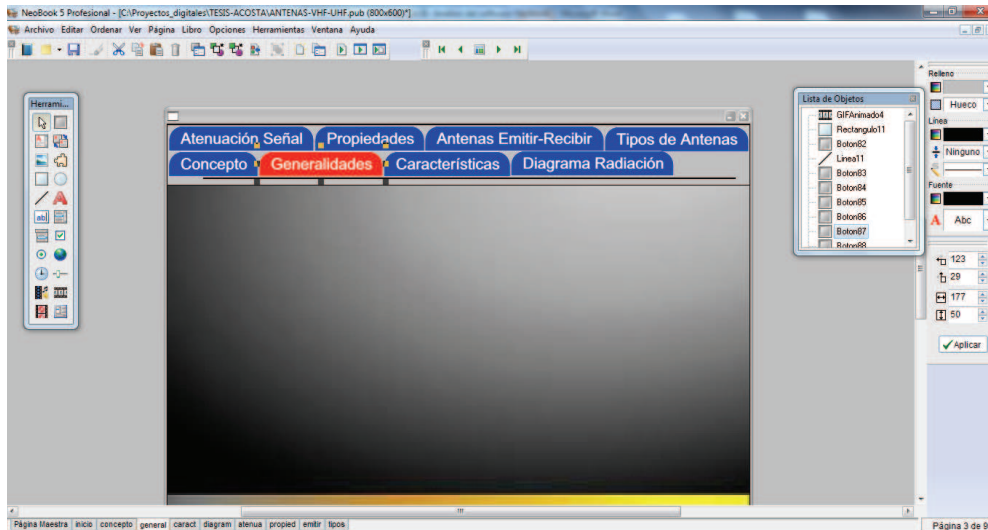 NeoBook 5 Profesional - [C:\Proyectos_digitales\TESIS-ACOSTA\ANTENAS-VHF-UHF.pub (800x600)*]
Archivo Editar Ordenar Ver Página Libro Opciones Herramientas Ventana Ayuda
Herrami...
A
abl
Atenuación Señal Propiedades Antenas Emitir-Recibir Tipos de Antenas
Concepto Generalidades Características Diagrama Radiación
Lista de Objetos
GIFAnimado4
Rectangulo11
Boton82
Linea11
Boton83
Boton84
Boton85
Boton86
Boton87
Boton88
Relleno
Hueco
Línea
Ninguno
Fuente
A Abc
123
29
177
50
Aplicar
Página Maestra inicio concepto general caract diagram atenua propied emitir tipos
Página 3 de 9